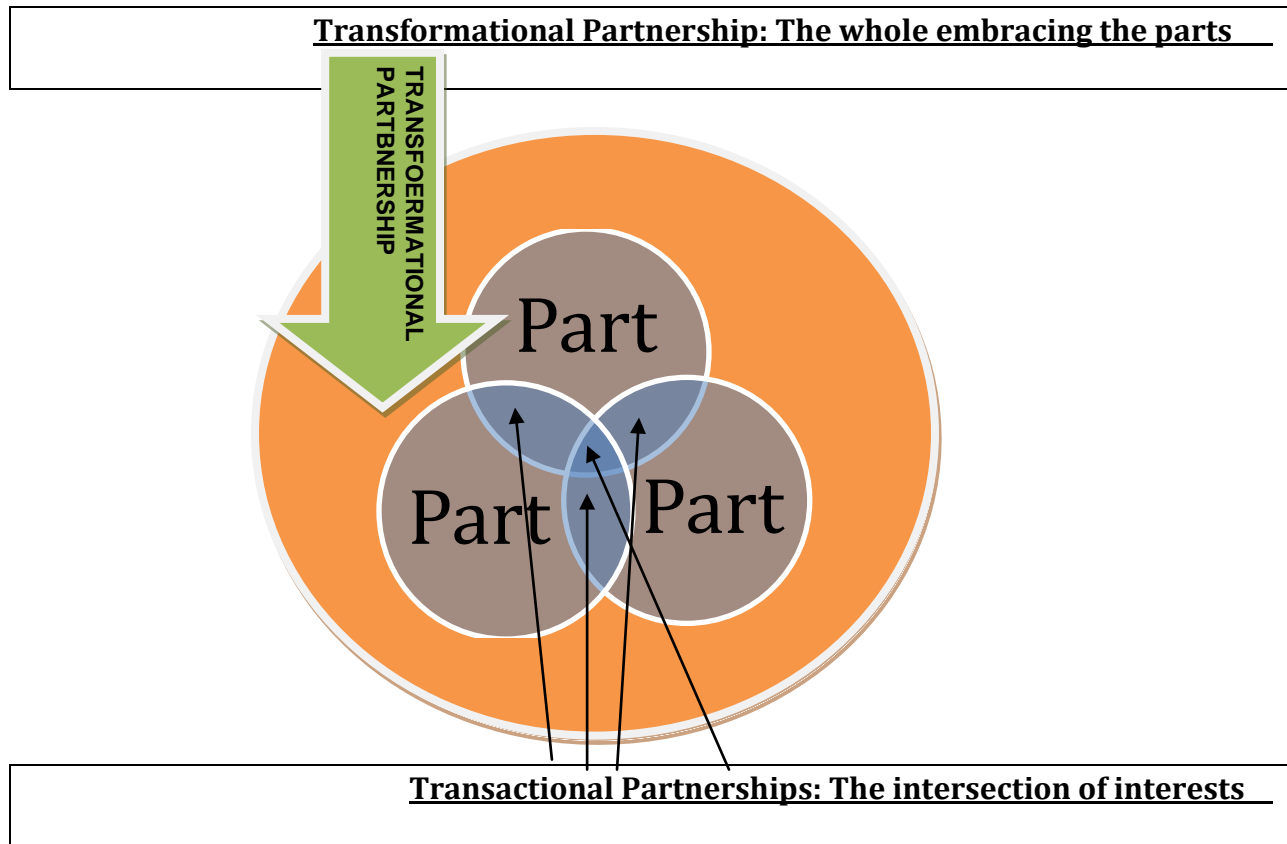 Transformational Partnership: The whole embracing the parts
TRANSFOERMATIONAL
PARTBNERSHIP
Part
Part
Part
Transactional Partnerships: The intersection of interests